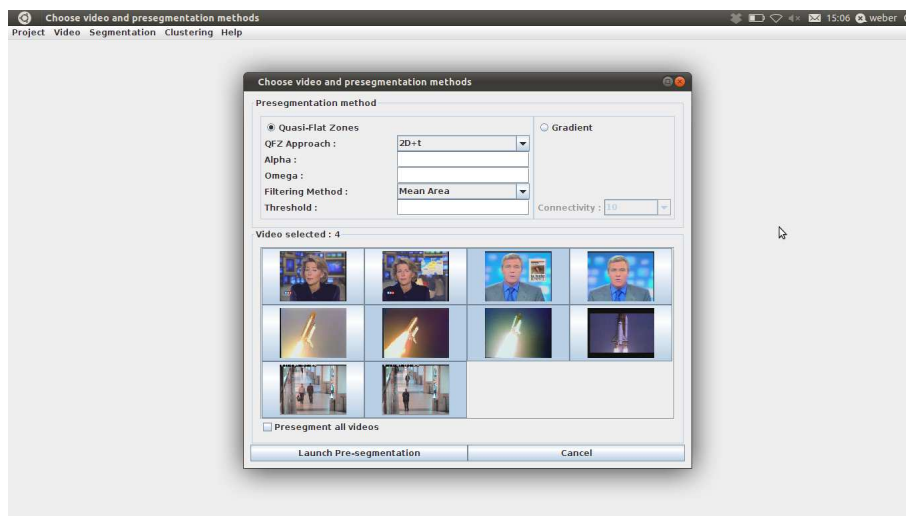 Choose video and presegmentation methods
15:06 weber
Project Video Segmentation Clustering Help
Choose video and presegmentation methods
Presegmentation method
Quasi-Flat Zones
Gradient
QFZ Approach : 2D+t
Alpha :
Omega :
Filtering Method : Mean Area
Threshold :
Connectivity : 10
Video selected : 4
Presegment all videos
Launch Pre-segmentation
Cancel